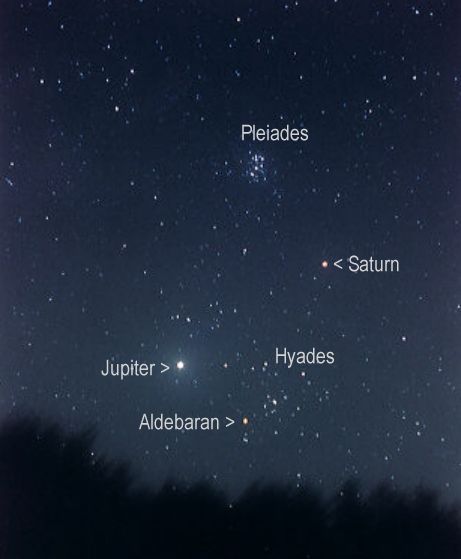 Pleiades
< Saturn
Hyades
Jupiter >
Aldebaran >